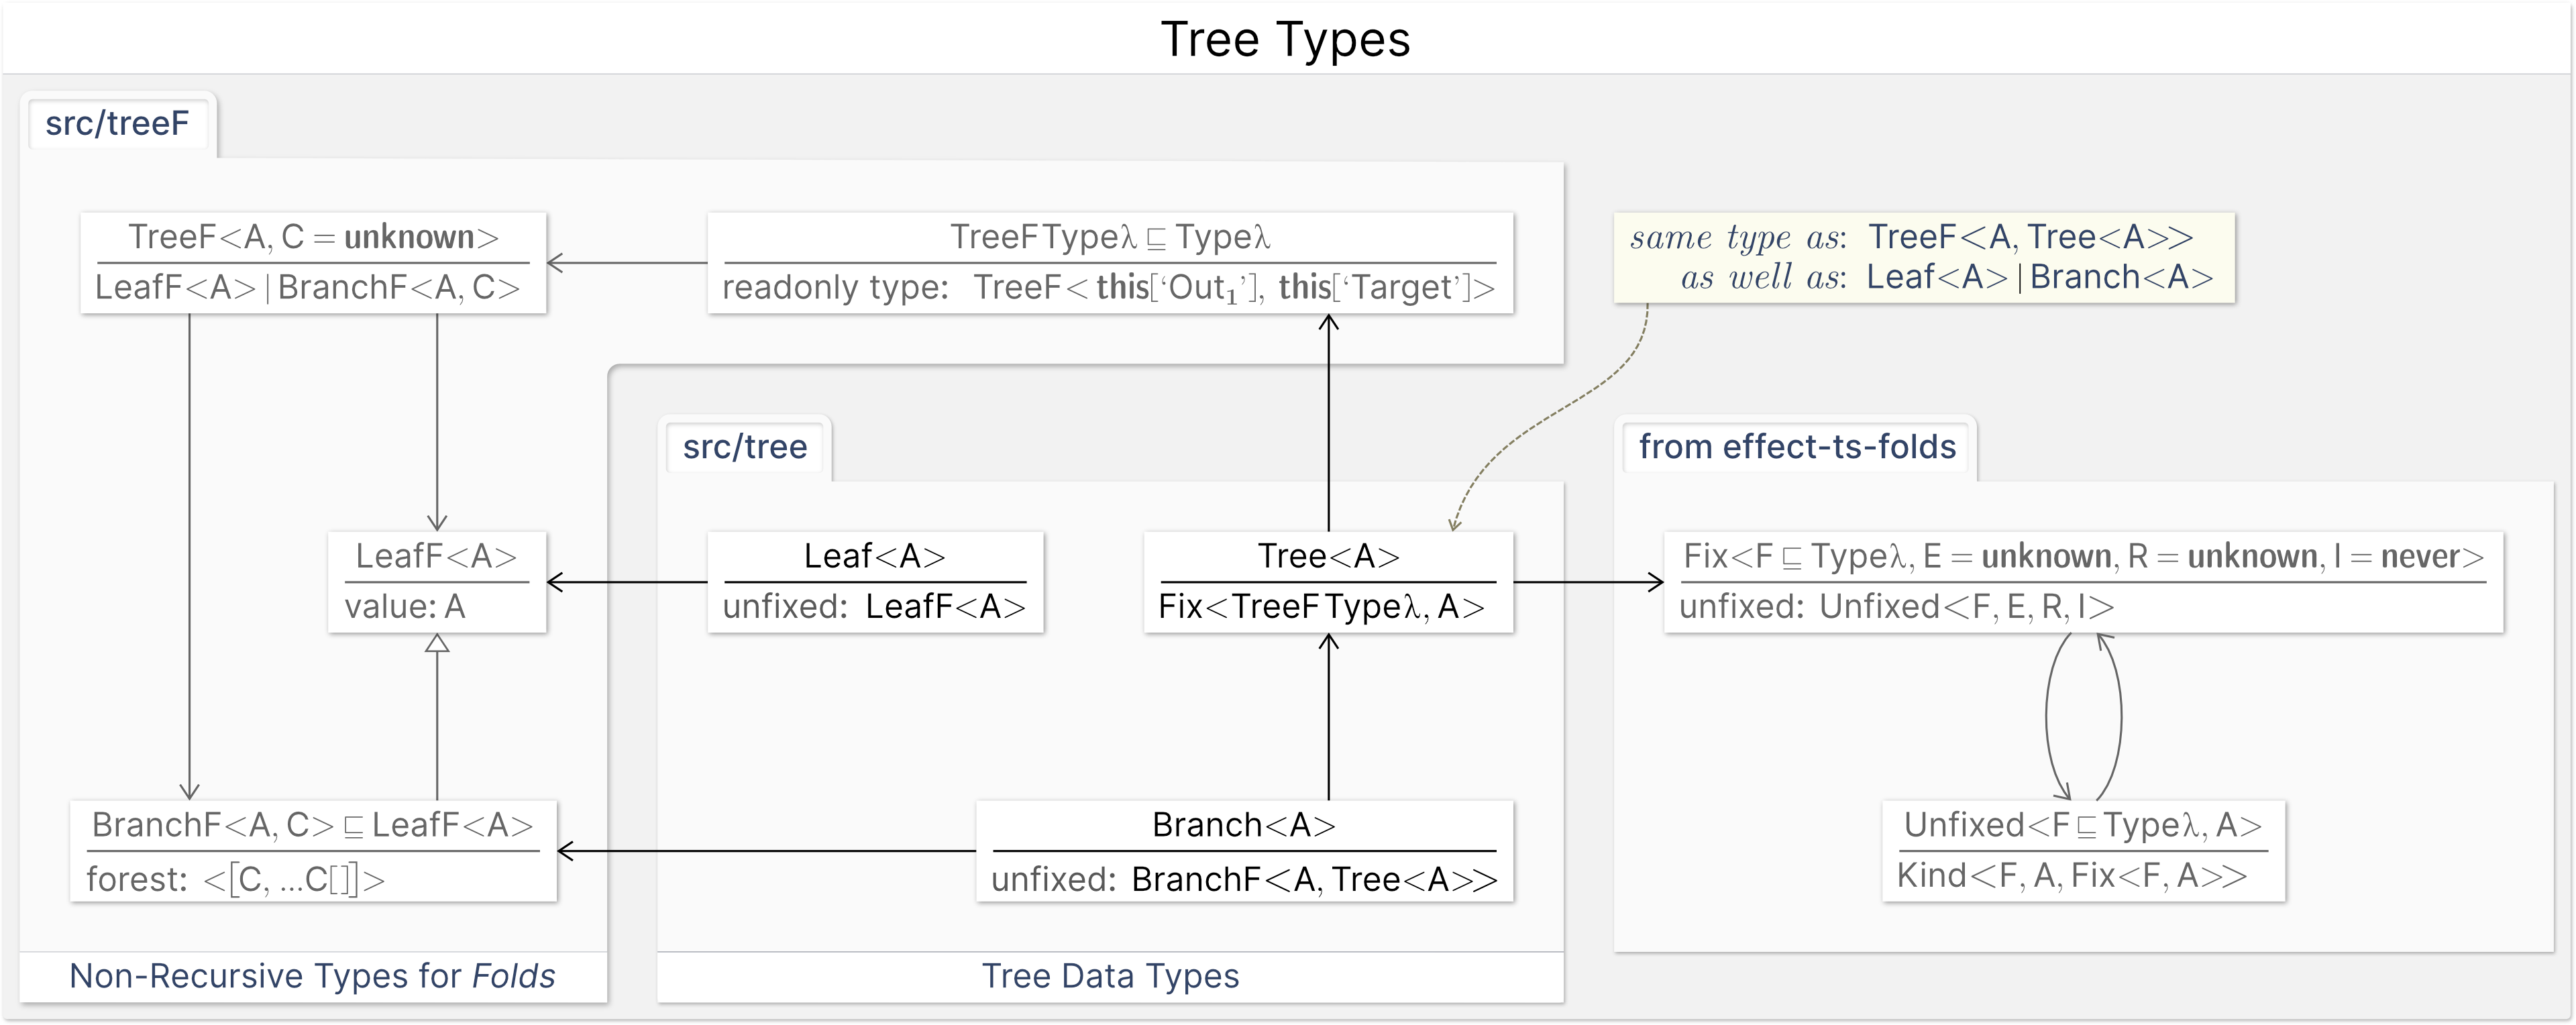 Tree Types
src/treeF
TreeF<A, C = unknown>
LeafF<A> | BranchF<A, C>
TreeFTypeλ ⊑ Typeλ
readonly type: TreeF< this[‘Out₁’], this[‘Target’]>
same type as: TreeF<A, Tree<A>>
as well as: Leaf<A> | Branch<A>
src/tree
from effect-ts-folds
LeafF<A>
value: A
Leaf<A>
unfixed: LeafF<A>
Tree<A>
Fix<TreeFTypeλ, A>
Fix<F ⊑ Typeλ, E = unknown, R = unknown, I = never>
unfixed: Unfixed<F, E, R, I>
BranchF<A, C> ⊑ LeafF<A>
forest: <[C, ...C[]]>
Branch<A>
unfixed: BranchF<A, Tree<A>>
Unfixed<F ⊑ Typeλ, A>
Kind<F, A, Fix<F, A>>
Non-Recursive Types for Folds
Tree Data Types